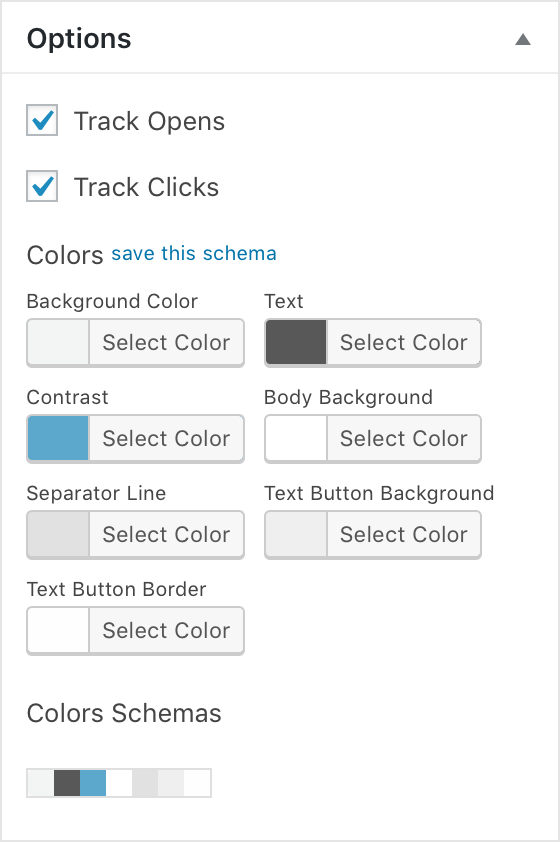 Options
Track Opens
Track Clicks
Colors save this schema
Background Color
Text
Select Color
Select Color
Contrast
Body Background
Select Color
Select Color
Separator Line
Text Button Background
Select Color
Select Color
Text Button Border
Select Color
Colors Schemas